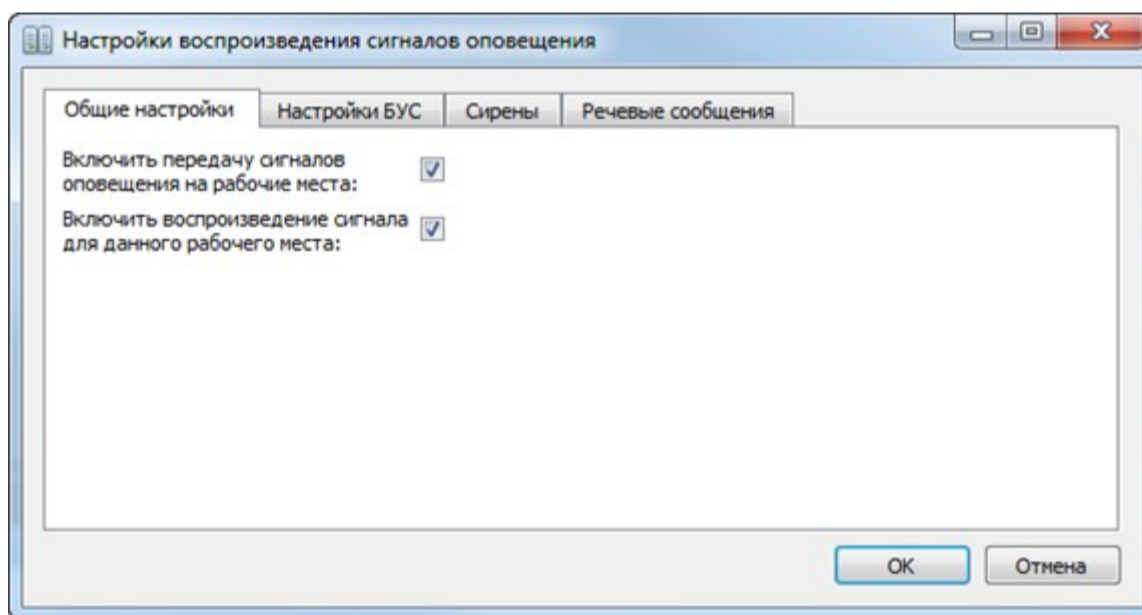 Настройки воспроизведения сигналов оповещения
Общие настройки Настройки БУС Сирены Речевые сообщения
Включить передачу сигналов
оповещения на рабочие места:
Включить воспроизведение сигнала
для данного рабочего места:
ОК Отмена